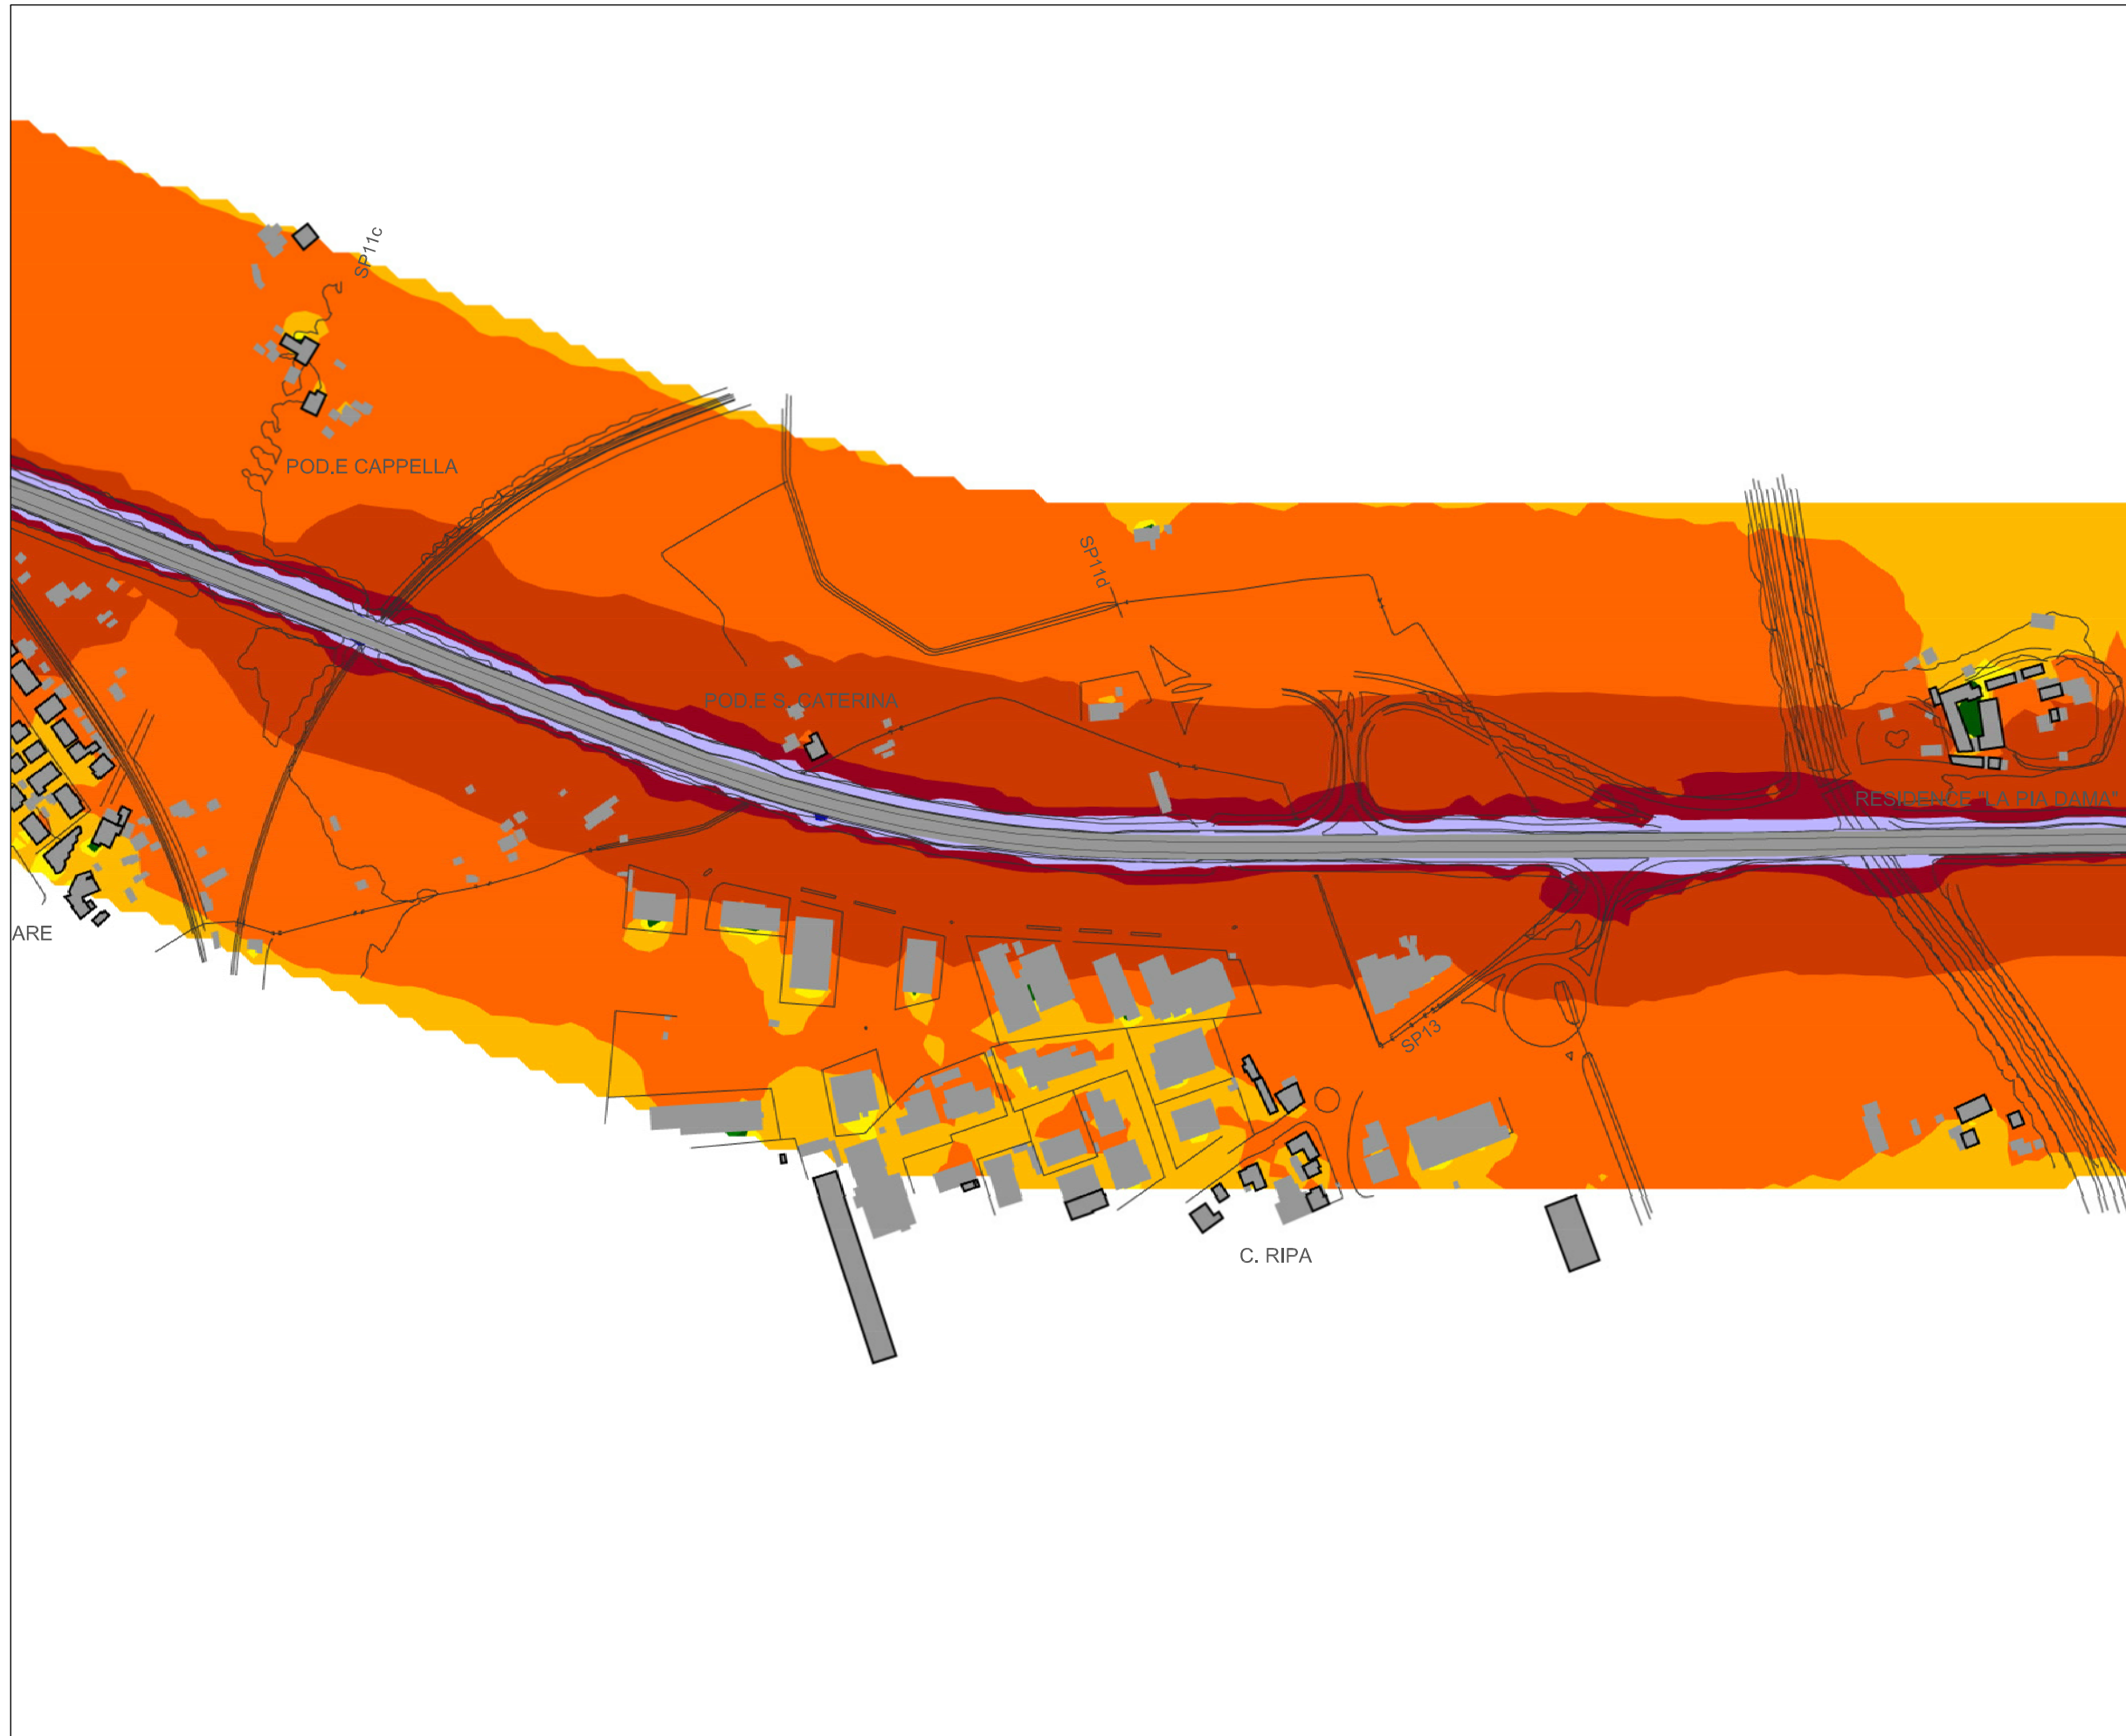 SP11c
POD.E CAPPELLA
SP11d
POD.E S. CATERINA
RESIDENCE "LA PIA DAMA"
ARE
SP13
C. RIPA